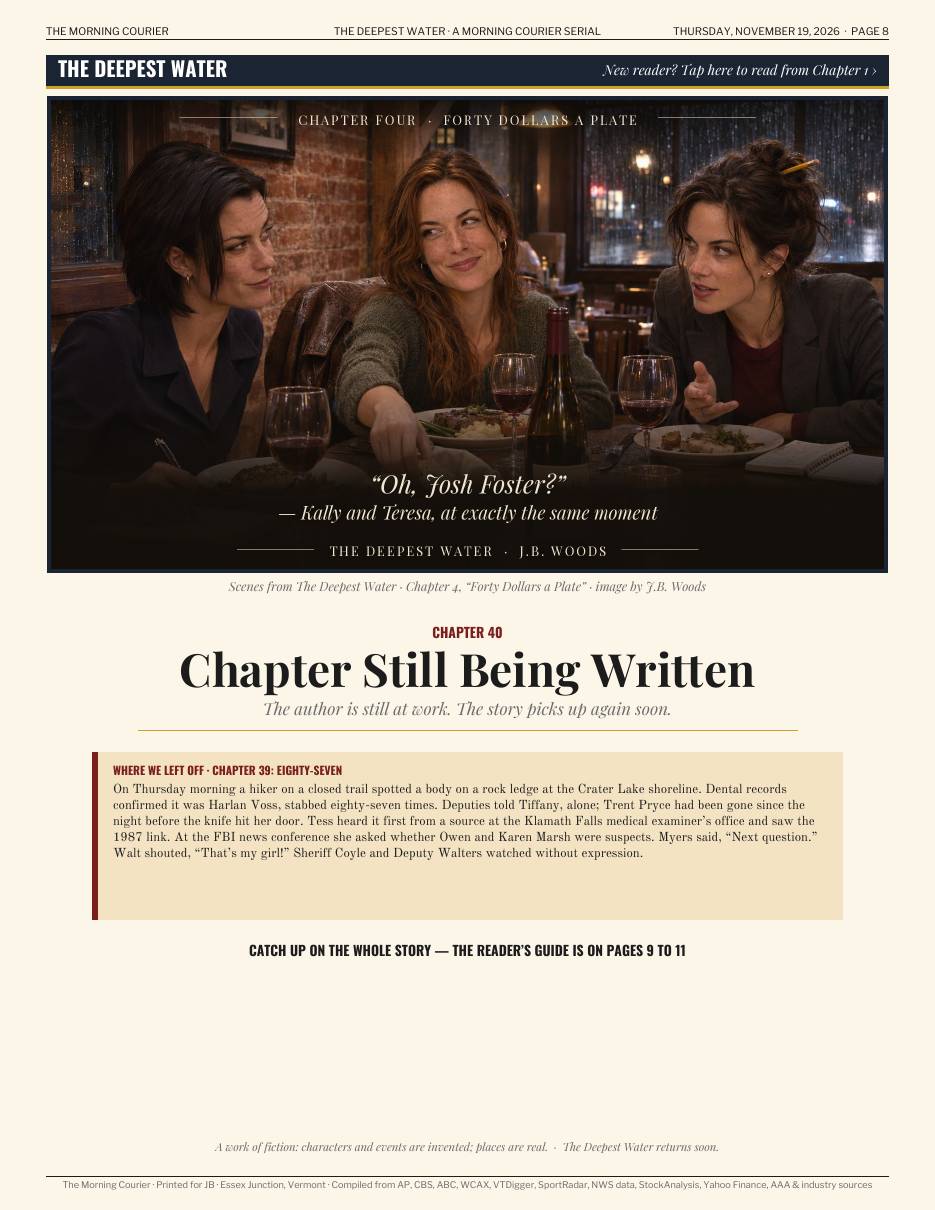 THE MORNING COURIER
THE DEEPEST WATER · A MORNING COURIER SERIAL
THURSDAY, NOVEMBER 19, 2026 · PAGE 8
THE DEEPEST WATER
New reader? Tap here to read from Chapter 1 ›
CHAPTER FOUR · FORTY DOLLARS A PLATE
“Oh, Josh Foster?”
— Kally and Teresa, at exactly the same moment
THE DEEPEST WATER · J.B. WOODS
Scenes from The Deepest Water · Chapter 4, “Forty Dollars a Plate” · image by J.B. Woods
CHAPTER 40
Chapter Still Being Written
The author is still at work. The story picks up again soon.
WHERE WE LEFT OFF · CHAPTER 39: EIGHTY-SEVEN
On Thursday morning a hiker on a closed trail spotted a body on a rock ledge at the Crater Lake shoreline. Dental records
confirmed it was Harlan Voss, stabbed eighty-seven times. Deputies told Tiffany, alone; Trent Pryce had been gone since the
night before the knife hit her door. Tess heard it first from a source at the Klamath Falls medical examiner’s office and saw the
1987 link. At the FBI news conference she asked whether Owen and Karen Marsh were suspects. Myers said, “Next question.”
Walt shouted, “That’s my girl!” Sheriff Coyle and Deputy Walters watched without expression.
CATCH UP ON THE WHOLE STORY — THE READER’S GUIDE IS ON PAGES 9 TO 11
A work of fiction: characters and events are invented; places are real. · The Deepest Water returns soon.
The Morning Courier · Printed for JB · Essex Junction, Vermont · Compiled from AP, CBS, ABC, WCAX, VTDigger, SportRadar, NWS data, StockAnalysis, Yahoo Finance, AAA & industry sources